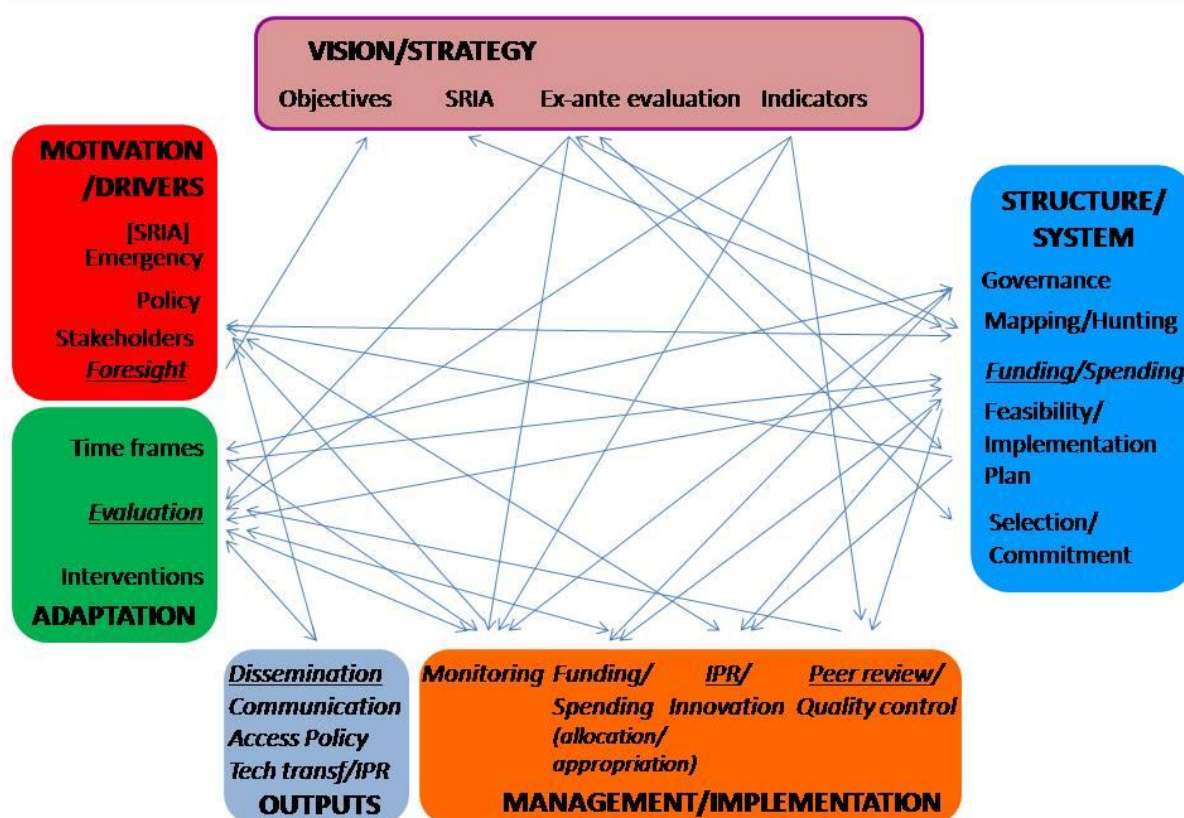 VISION/STRATEGY
Objectives SRIA Ex-ante evaluation Indicators
MOTIVATION
/DRIVERS
[SRIA]
Emergency
Policy
Stakeholders
Foresight
Time frames
Evaluation
Interventions
ADAPTATION
STRUCTURE/
SYSTEM
Governance
Mapping/Hunting
Funding/Spending
Feasibility/
Implementation
Plan
Selection/
Commitment
Dissemination
Communication
Access Policy
Tech transf/IPR
OUTPUTS
Monitoring
Funding/
Spending
(allocation/
appropriation)
IPR/
Innovation
Peer review/
Quality control
MANAGEMENT/IMPLEMENTATION